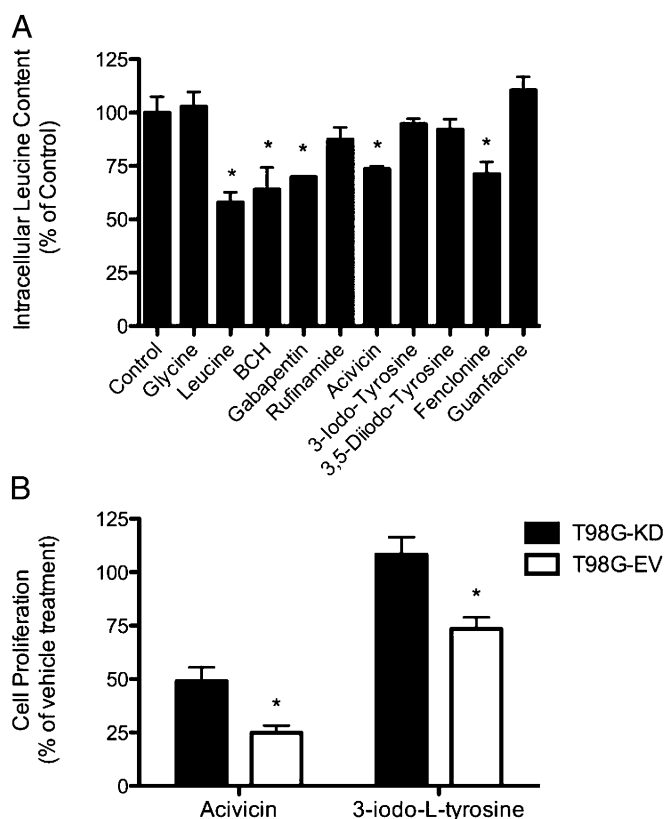 A
Intracellular Leucine Content
(% of Control)
125
100
75
50
25
0
* * * * *
Control
Glycine
Leucine
BCH
Gabapentin
Rufinamide
Acivicin
3-Iodo-Tyrosine
3,5-Diiodo-Tyrosine
Fenclonine
Guanfacine
B
Cell Proliferation
(% of vehicle treatment)
125
100
75
50
25
0
* *
T98G-KD
T98G-EV
Acivicin
3-iodo-L-tyrosine